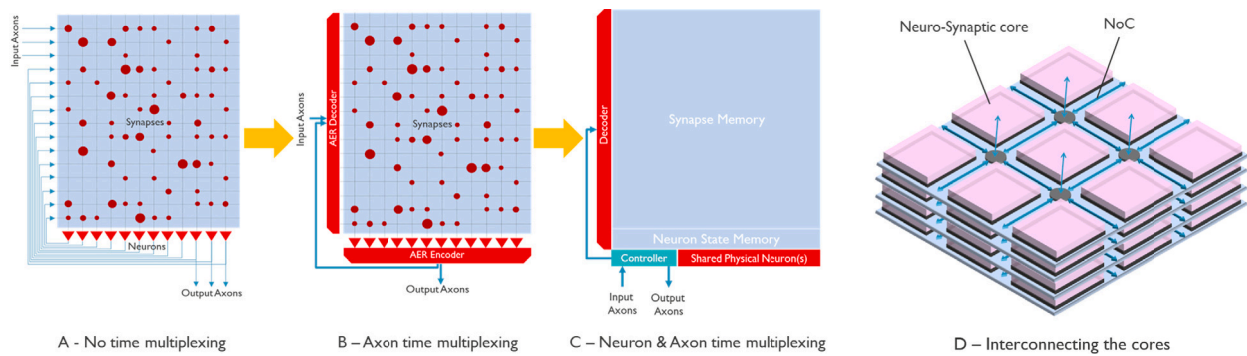 Input Axons
Synapses
Neurons
Output Axons
A - No time multiplexing
Input Axons
AER Decoder
Synapses
AER Encoder
Output Axons
B – Axon time multiplexing
Decoder
Synapse Memory
Neuron State Memory
Controller
Shared Physical Neuron(s)
Input
Axons
Output
Axons
C – Neuron & Axon time multiplexing
Neuro-Synaptic core
NoC
D – Interconnecting the cores